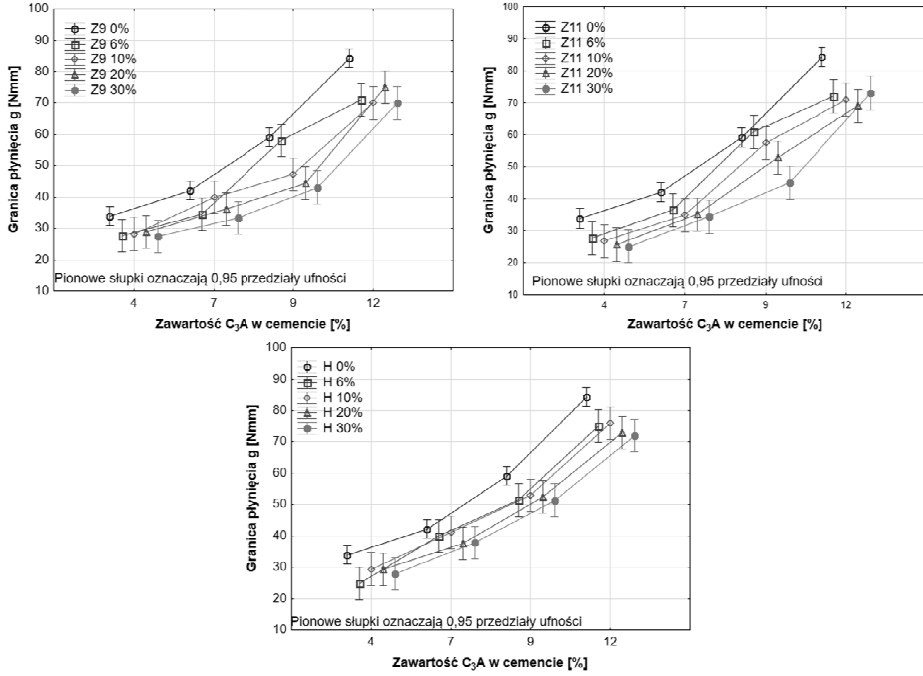 100
90
80
70
60
50
40
30
20
10
Granica płynięcia g [Nmm]
Z9 0%
Z9 6%
Z9 10%
Z9 20%
Z9 30%
Pionowe słupki oznaczają 0,95 przedziały ufności
4 7 9 12
Zawartość C₃A w cemencie [%]
100
90
80
70
60
50
40
30
20
10
Granica płynięcia g [Nmm]
Z11 0%
Z11 6%
Z11 10%
Z11 20%
Z11 30%
Pionowe słupki oznaczają 0,95 przedziały ufności
4 7 9 12
Zawartość C₃A w cemencie [%]
100
90
80
70
60
50
40
30
20
10
Granica płynięcia g [Nmm]
H 0%
H 6%
H 10%
H 20%
H 30%
Pionowe słupki oznaczają 0,95 przedziały ufności
4 7 9 12
Zawartość C₃A w cemencie [%]